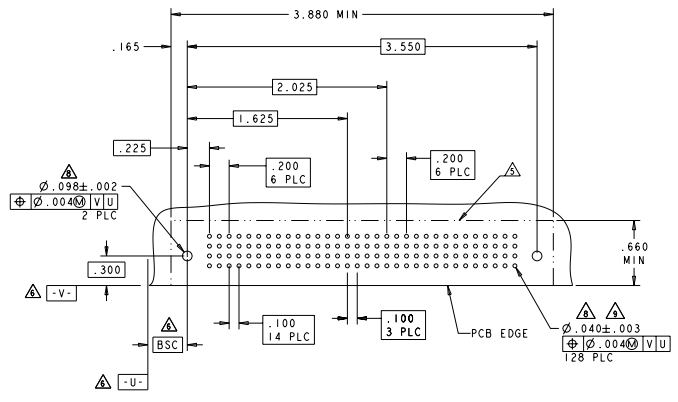 3.880 MIN
.165
3.550
2.025
1.625
.225
.200
6 PLC
.200
6 PLC
5
8
Ø.098±.002
⌖ Ø.004Ⓜ V U
2 PLC
.660
MIN
.300
6 -V-
6
BSC
.100
14 PLC
.100
3 PLC
PCB EDGE
8 9
Ø.040±.003
⌖ Ø.004Ⓜ V U
128 PLC
6 -U-